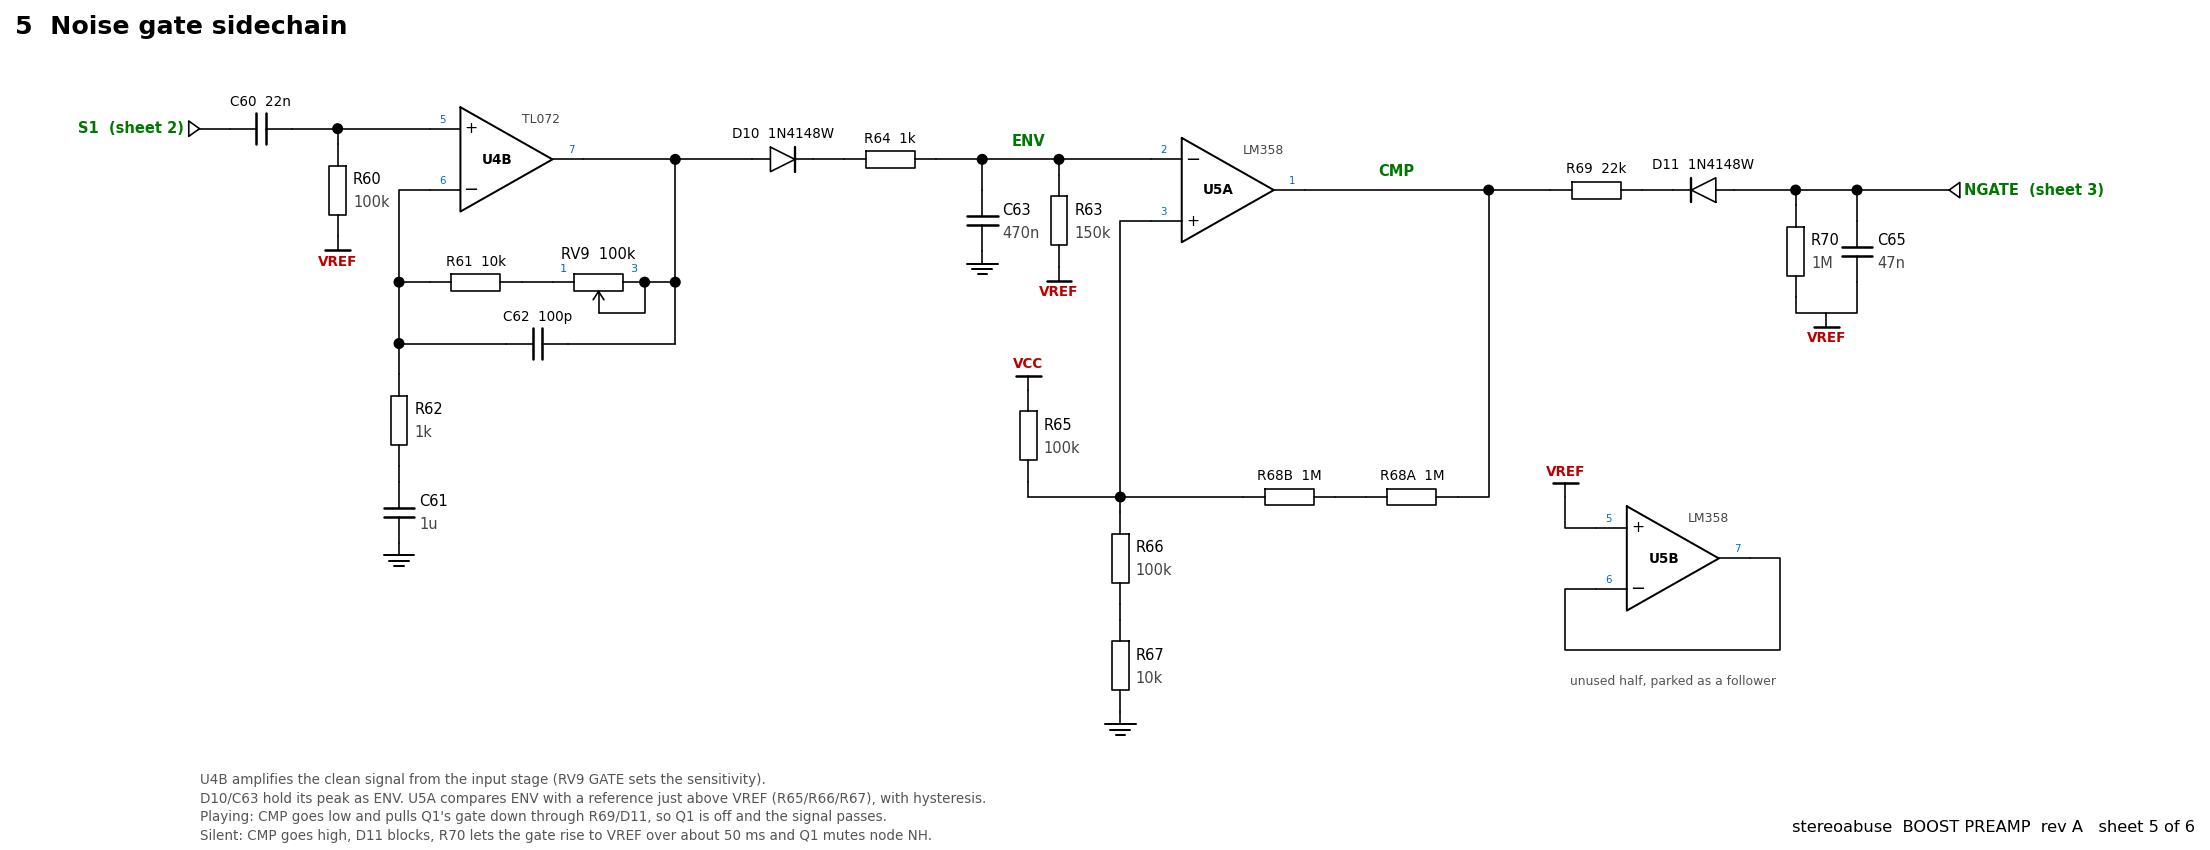 5  Noise gate sidechain
C60  22n
S1  (sheet 2)
R60
100k
VREF
5
+
TL072
U4B
7
6
−
R61  10k
RV9  100k
1
3
C62  100p
R62
1k
C61
1u
D10  1N4148W
R64  1k
ENV
C63
470n
R63
150k
VREF
2
−
LM358
U5A
1
3
+
CMP
R69  22k
D11  1N4148W
NGATE  (sheet 3)
R70
1M
C65
47n
VREF
VCC
R65
100k
R68B  1M
R68A  1M
R66
100k
R67
10k
VREF
5
+
LM358
U5B
7
6
−
unused half, parked as a follower
U4B amplifies the clean signal from the input stage (RV9 GATE sets the sensitivity).
D10/C63 hold its peak as ENV. U5A compares ENV with a reference just above VREF (R65/R66/R67), with hysteresis.
Playing: CMP goes low and pulls Q1's gate down through R69/D11, so Q1 is off and the signal passes.
Silent: CMP goes high, D11 blocks, R70 lets the gate rise to VREF over about 50 ms and Q1 mutes node NH.
stereoabuse  BOOST PREAMP  rev A   sheet 5 of 6